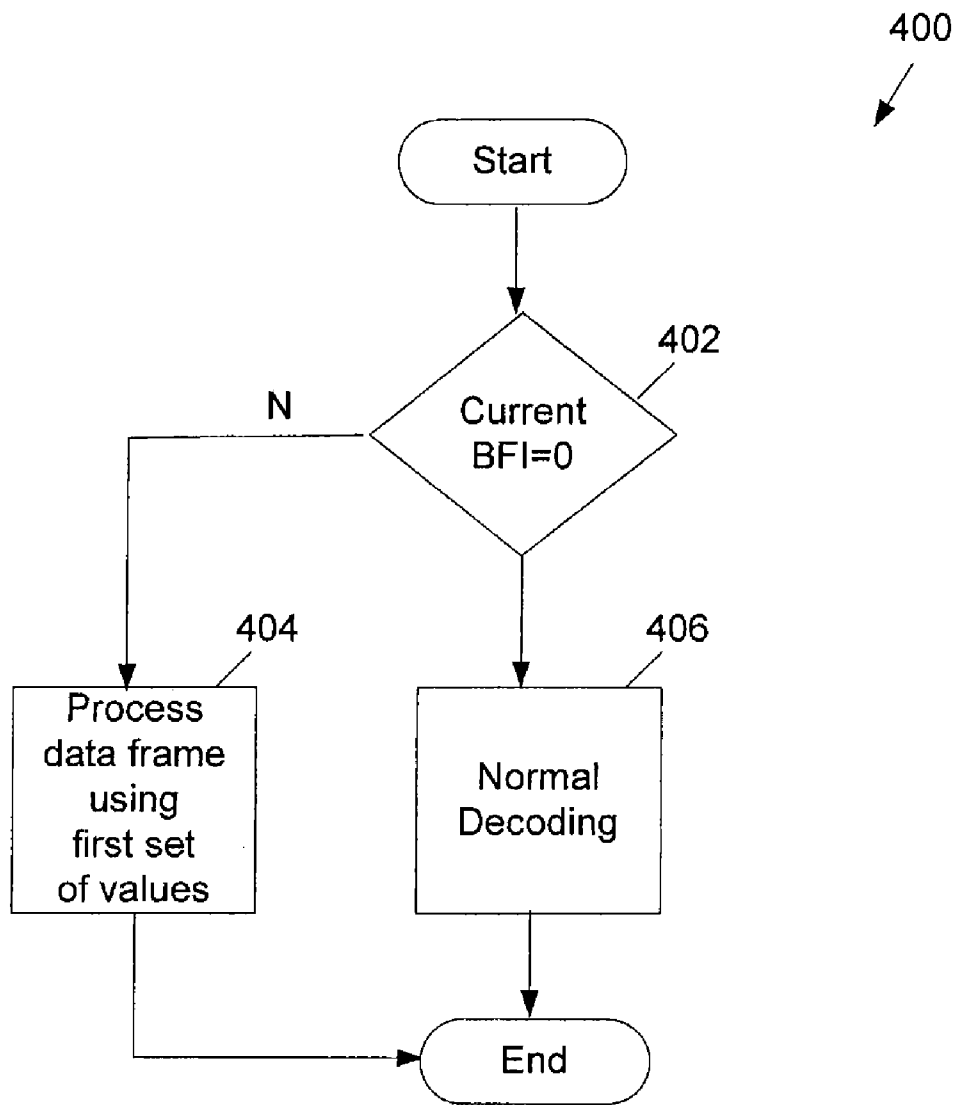 400
Start
402
N
Current
BFI=0
404
406
Process
data frame
using
first set
of values
Normal
Decoding
End